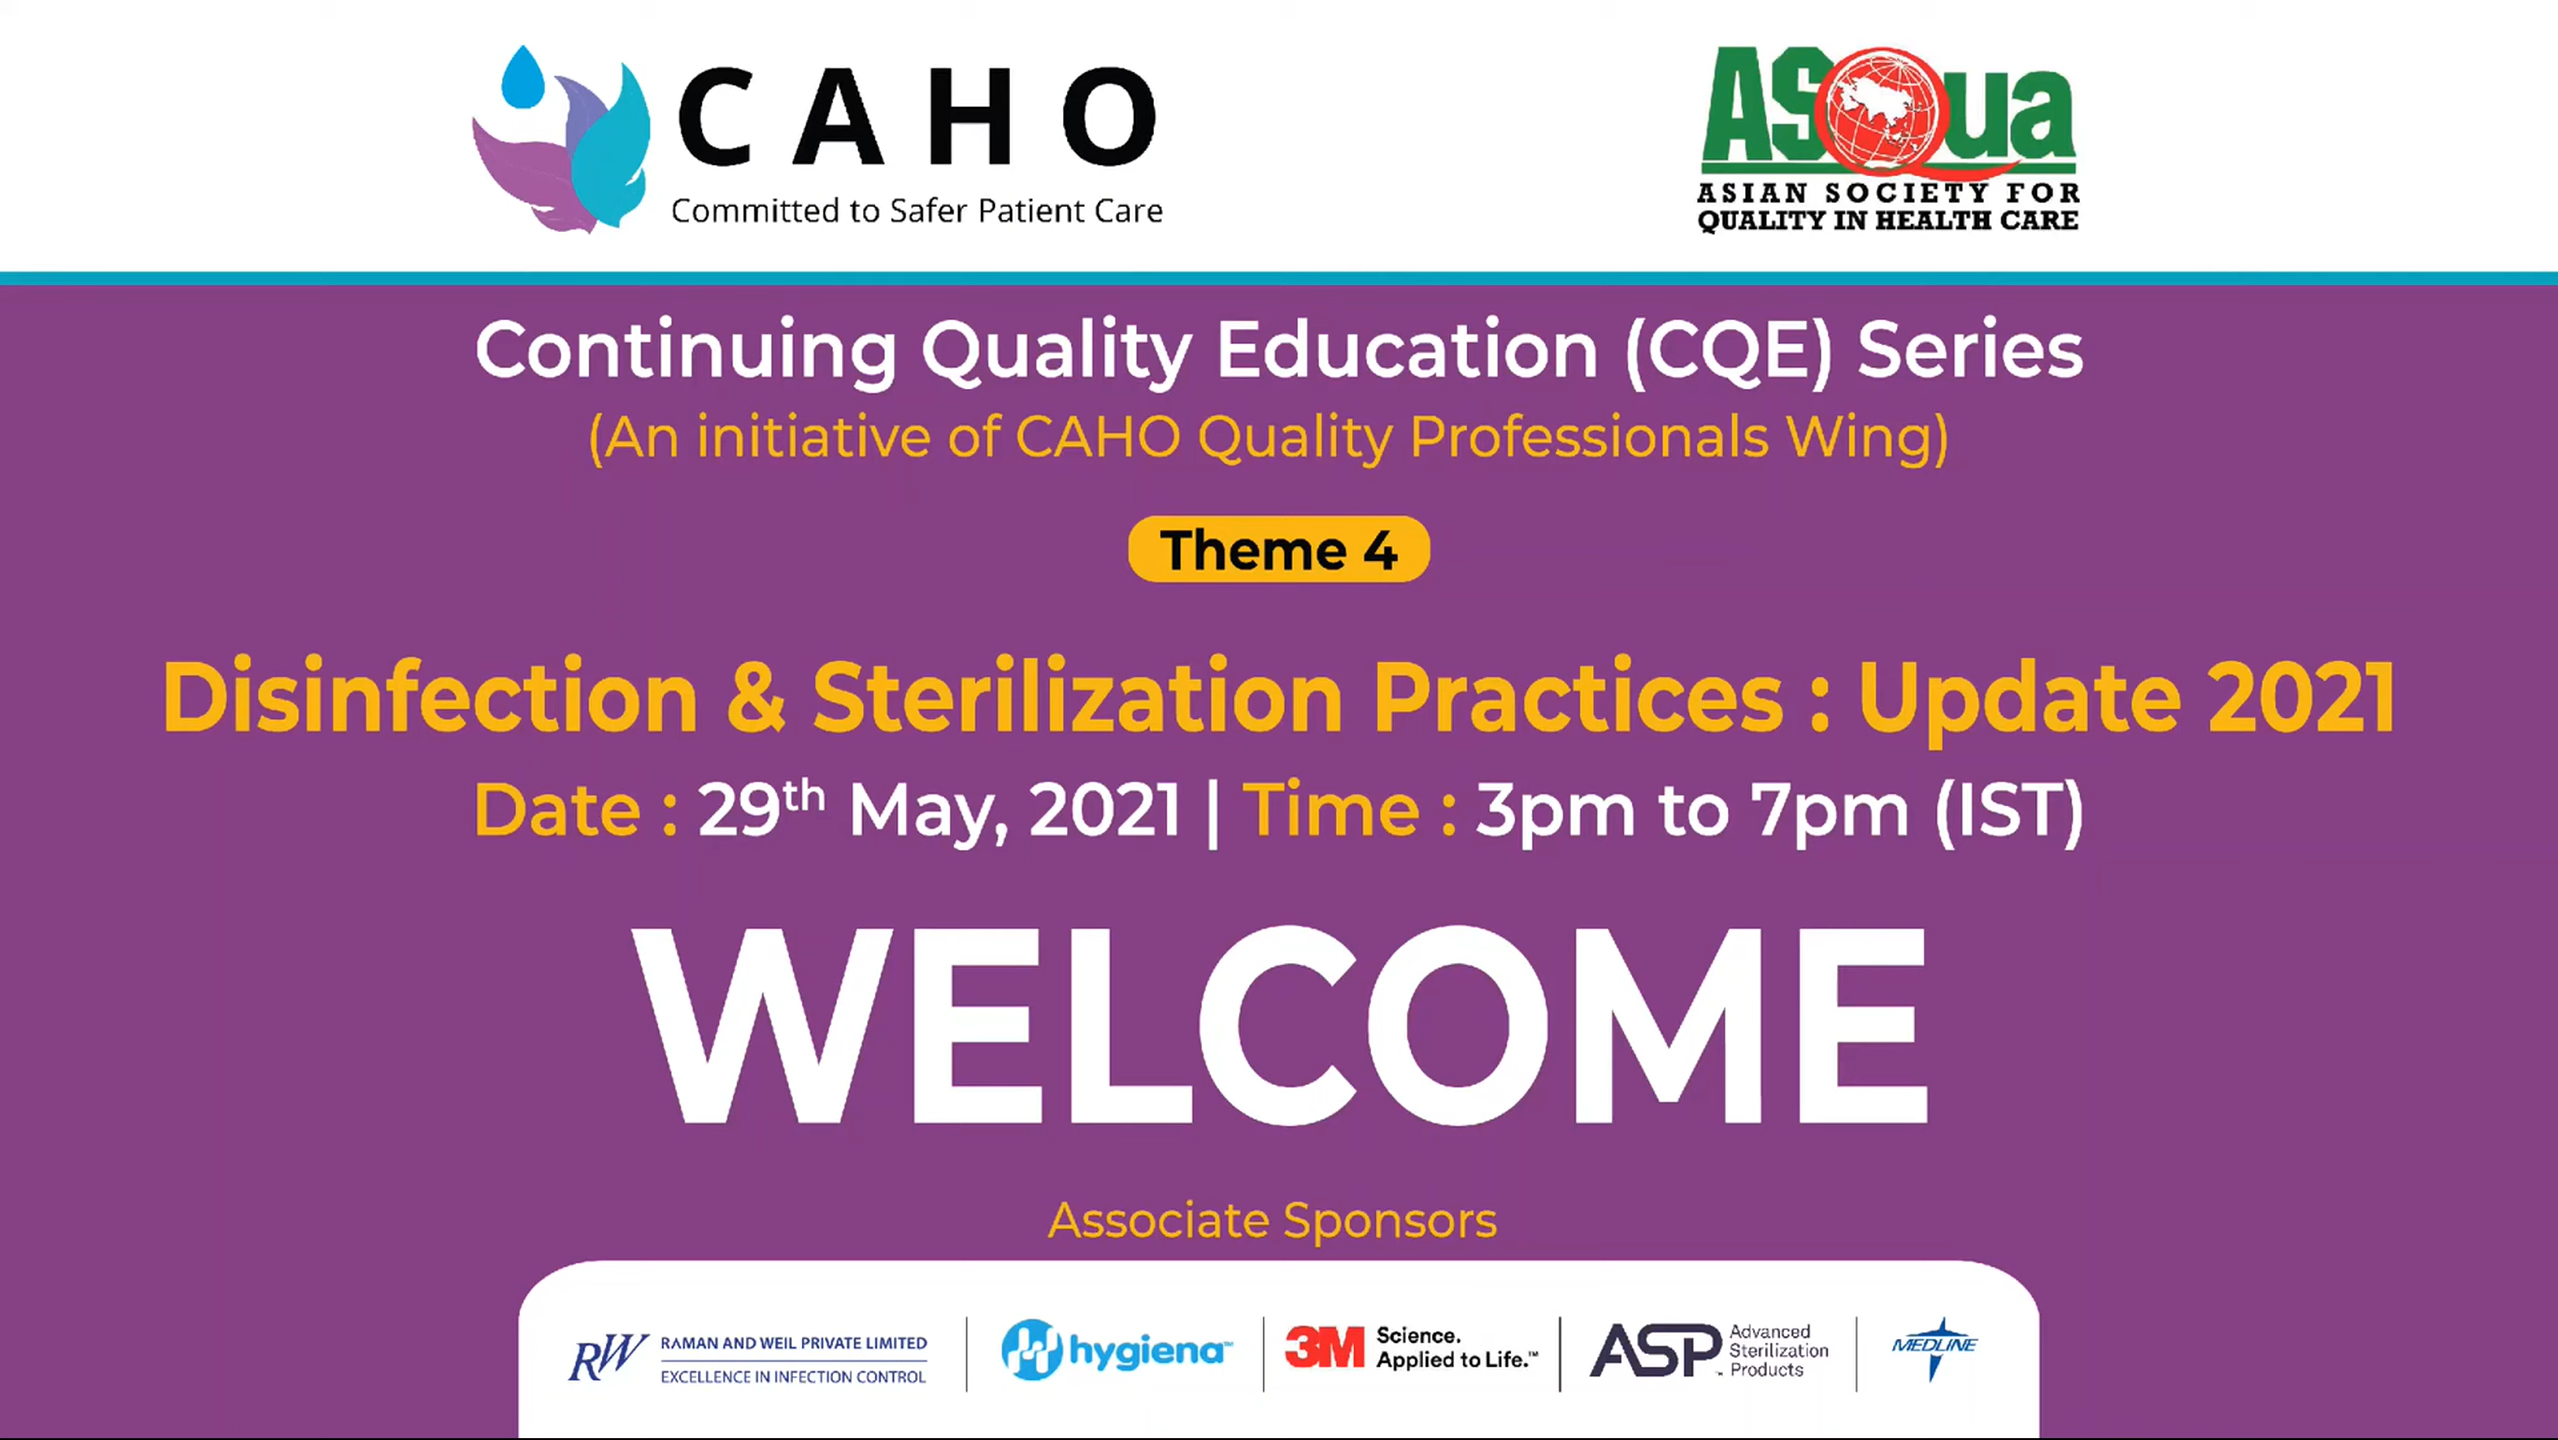 CAHO
Committed to Safer Patient Care
ASQua
ASIAN SOCIETY FOR
QUALITY IN HEALTH CARE
Continuing Quality Education (CQE) Series
(An initiative of CAHO Quality Professionals Wing)
Theme 4
Disinfection & Sterilization Practices : Update 2021
Date : 29th May, 2021 | Time : 3pm to 7pm (IST)
WELCOME
Associate Sponsors
RW
RAMAN AND WEIL PRIVATE LIMITED
EXCELLENCE IN INFECTION CONTROL
hygiena™
3M
Science.
Applied to Life.™
ASP™
Advanced
Sterilization
Products
MEDLINE